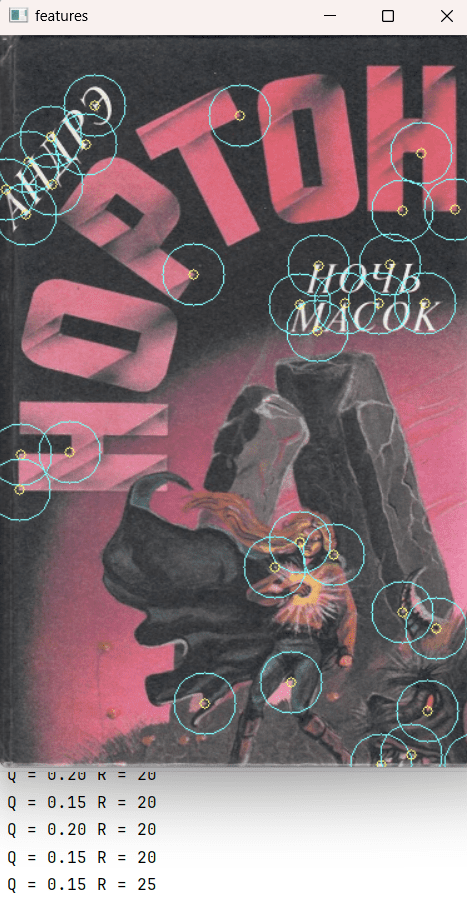 features
АНДРЭ
НОРТОН
НОЧЬ
МАСОК
Q = 0.20 R = 20
Q = 0.15 R = 20
Q = 0.20 R = 20
Q = 0.15 R = 20
Q = 0.15 R = 25